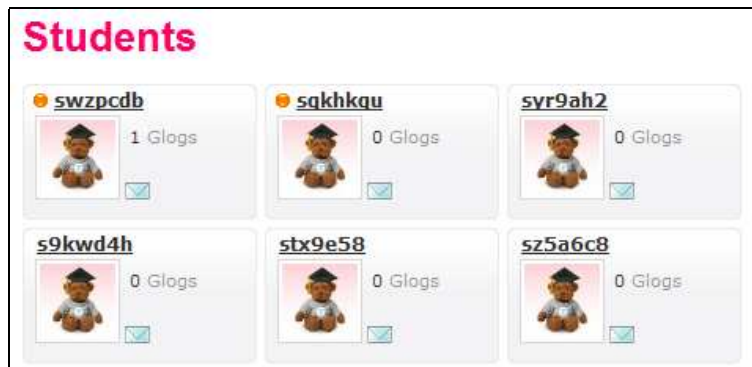 Students
swzpcdb sqkhkqu syr9ah2
1 Glogs 0 Glogs 0 Glogs
s9kwd4h stx9e58 sz5a6c8
0 Glogs 0 Glogs 0 Glogs